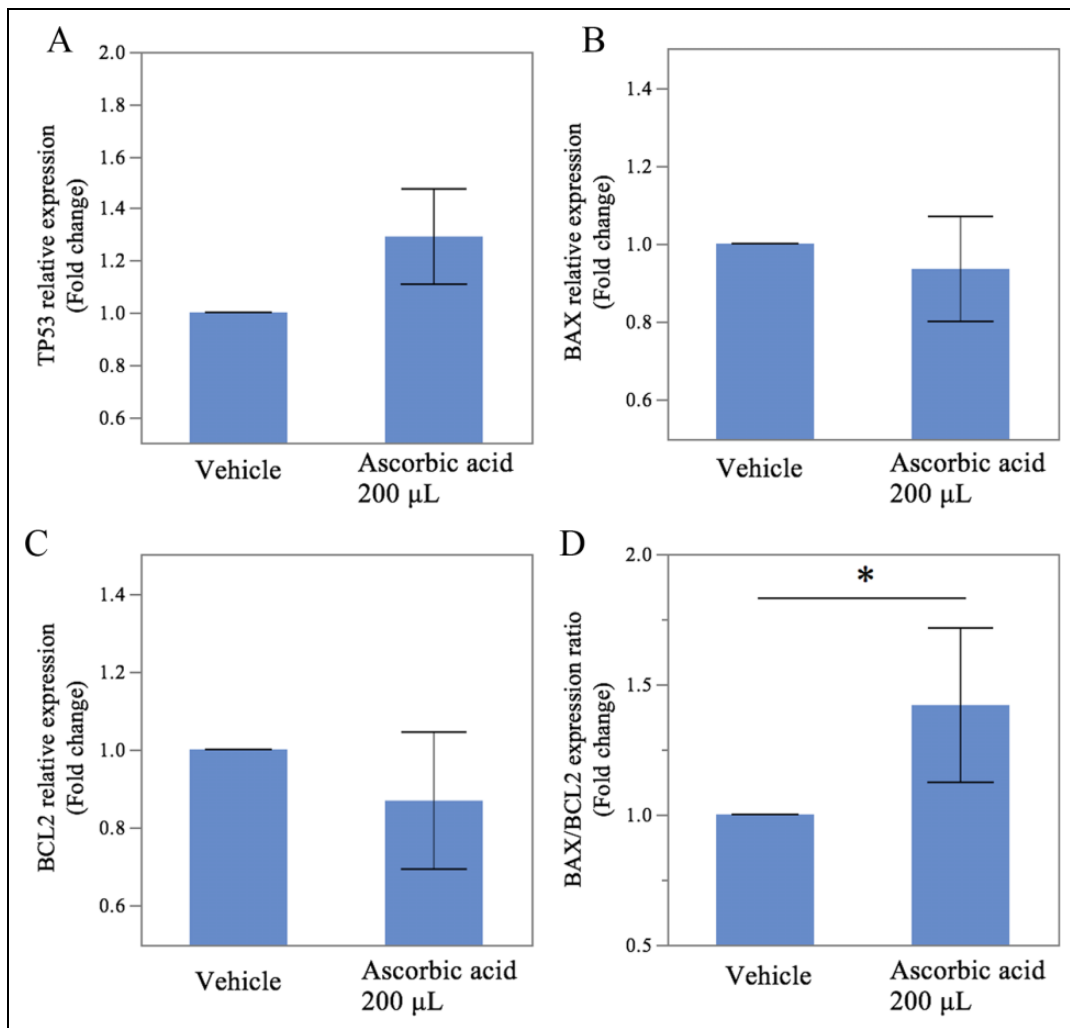 A
TP53 relative expression
(Fold change)
2.0
1.8
1.6
1.4
1.2
1.0
0.8
0.6
Vehicle
Ascorbic acid
200 μL
B
BAX relative expression
(Fold change)
1.4
1.2
1.0
0.8
0.6
Vehicle
Ascorbic acid
200 μL
C
BCL2 relative expression
(Fold change)
1.4
1.2
1.0
0.8
0.6
Vehicle
Ascorbic acid
200 μL
D
BAX/BCL2 expression ratio
(Fold change)
2.0
1.5
1.0
0.5
*
Vehicle
Ascorbic acid
200 μL